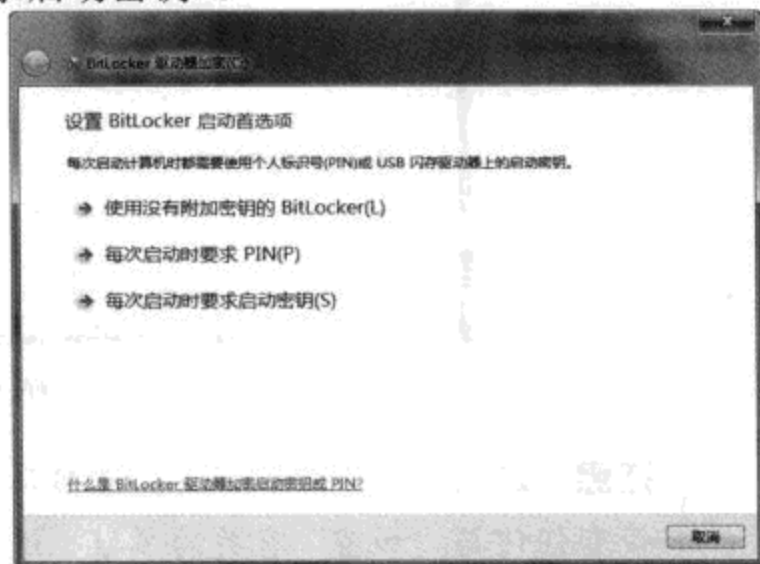 BitLocker 驱动器加密(C)
设置 BitLocker 启动首选项
每次启动计算机时都需要使用个人标识号(PIN)或 USB 闪存驱动器上的启动密钥。
使用没有附加密钥的 BitLocker(L)
每次启动时要求 PIN(P)
每次启动时要求启动密钥(S)
什么是 BitLocker 驱动器加密启动密钥或 PIN?
取消